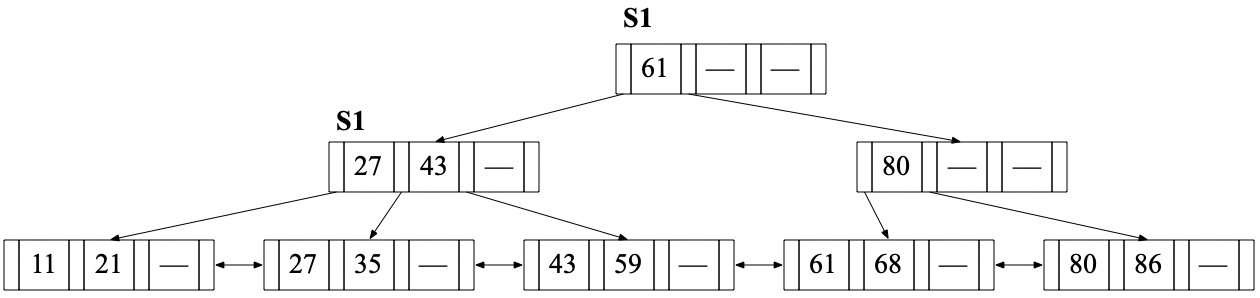 S1
61 — —
S1
27 43 —
80 — —
11 21 —
27 35 —
43 59 —
61 68 —
80 86 —